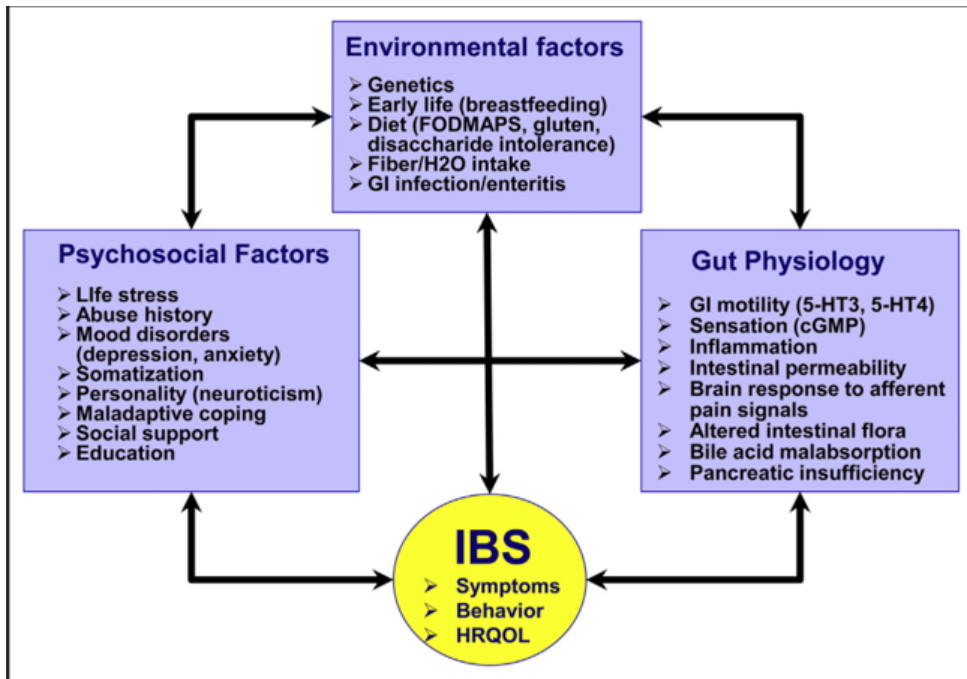 Environmental factors
➢ Genetics
➢ Early life (breastfeeding)
➢ Diet (FODMAPS, gluten,
disaccharide intolerance)
➢ Fiber/H2O intake
➢ GI infection/enteritis
Psychosocial Factors
➢ LIfe stress
➢ Abuse history
➢ Mood disorders
(depression, anxiety)
➢ Somatization
➢ Personality (neuroticism)
➢ Maladaptive coping
➢ Social support
➢ Education
Gut Physiology
➢ GI motility (5-HT3, 5-HT4)
➢ Sensation (cGMP)
➢ Inflammation
➢ Intestinal permeability
➢ Brain response to afferent
pain signals
➢ Altered intestinal flora
➢ Bile acid malabsorption
➢ Pancreatic insufficiency
IBS
➢ Symptoms
➢ Behavior
➢ HRQOL